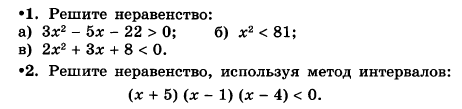 •1. Решите неравенство:
а) 3x² – 5x – 22 > 0; б) x² < 81;
в) 2x² + 3x + 8 < 0.
•2. Решите неравенство, используя метод интервалов:
(x + 5) (x – 1) (x – 4) < 0.